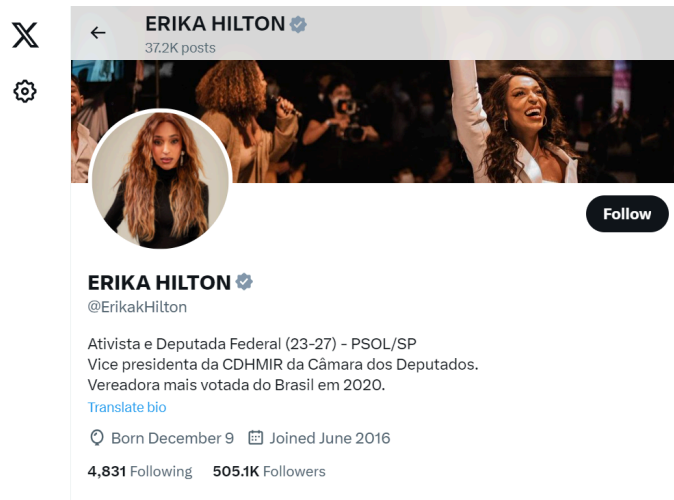 ERIKA HILTON
37.2K posts
Follow
ERIKA HILTON
@ErikakHilton
Ativista e Deputada Federal (23-27) - PSOL/SP
Vice presidenta da CDHMIR da Câmara dos Deputados.
Vereadora mais votada do Brasil em 2020.
Translate bio
Born December 9 Joined June 2016
4,831 Following 505.1K Followers